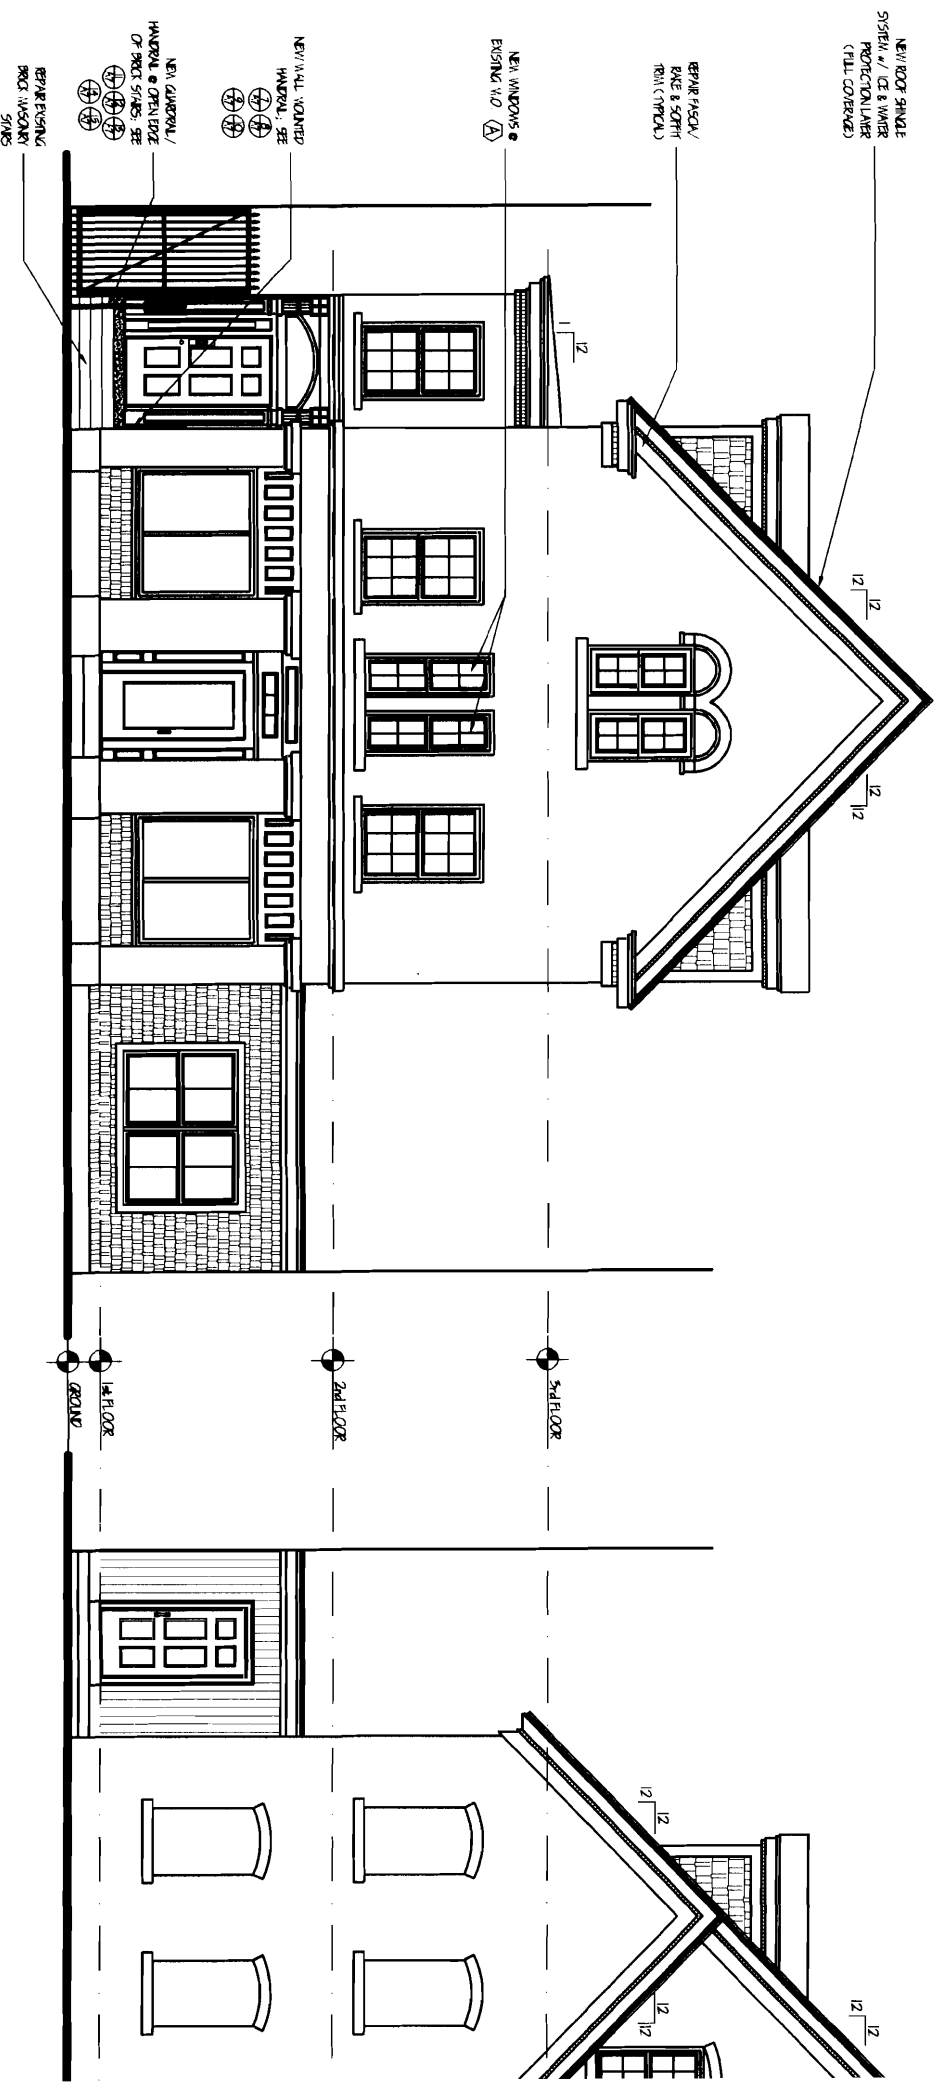 NEW ROOF SHINGLE
SYSTEM w/ ICE & WATER
PROTECTION LAYER
(FULL COVERAGE)
REPAIR FASCIA/
RAKE & SOFFIT
TRIM (TYPICAL)
NEW WINDOWS @
EXISTING W.O.
A
NEW WALL MOUNTED
HANDRAIL; SEE
NEW GUARDRAIL/
HANDRAIL @ OPEN EDGE
OF BRICK STAIRS; SEE
REPAIR EXISTING
BRICK MASONRY
STAIRS
1
12
12
12
12
12
3rd FLOOR
2nd FLOOR
1st FLOOR
GROUND
12
12
12
12
12
12